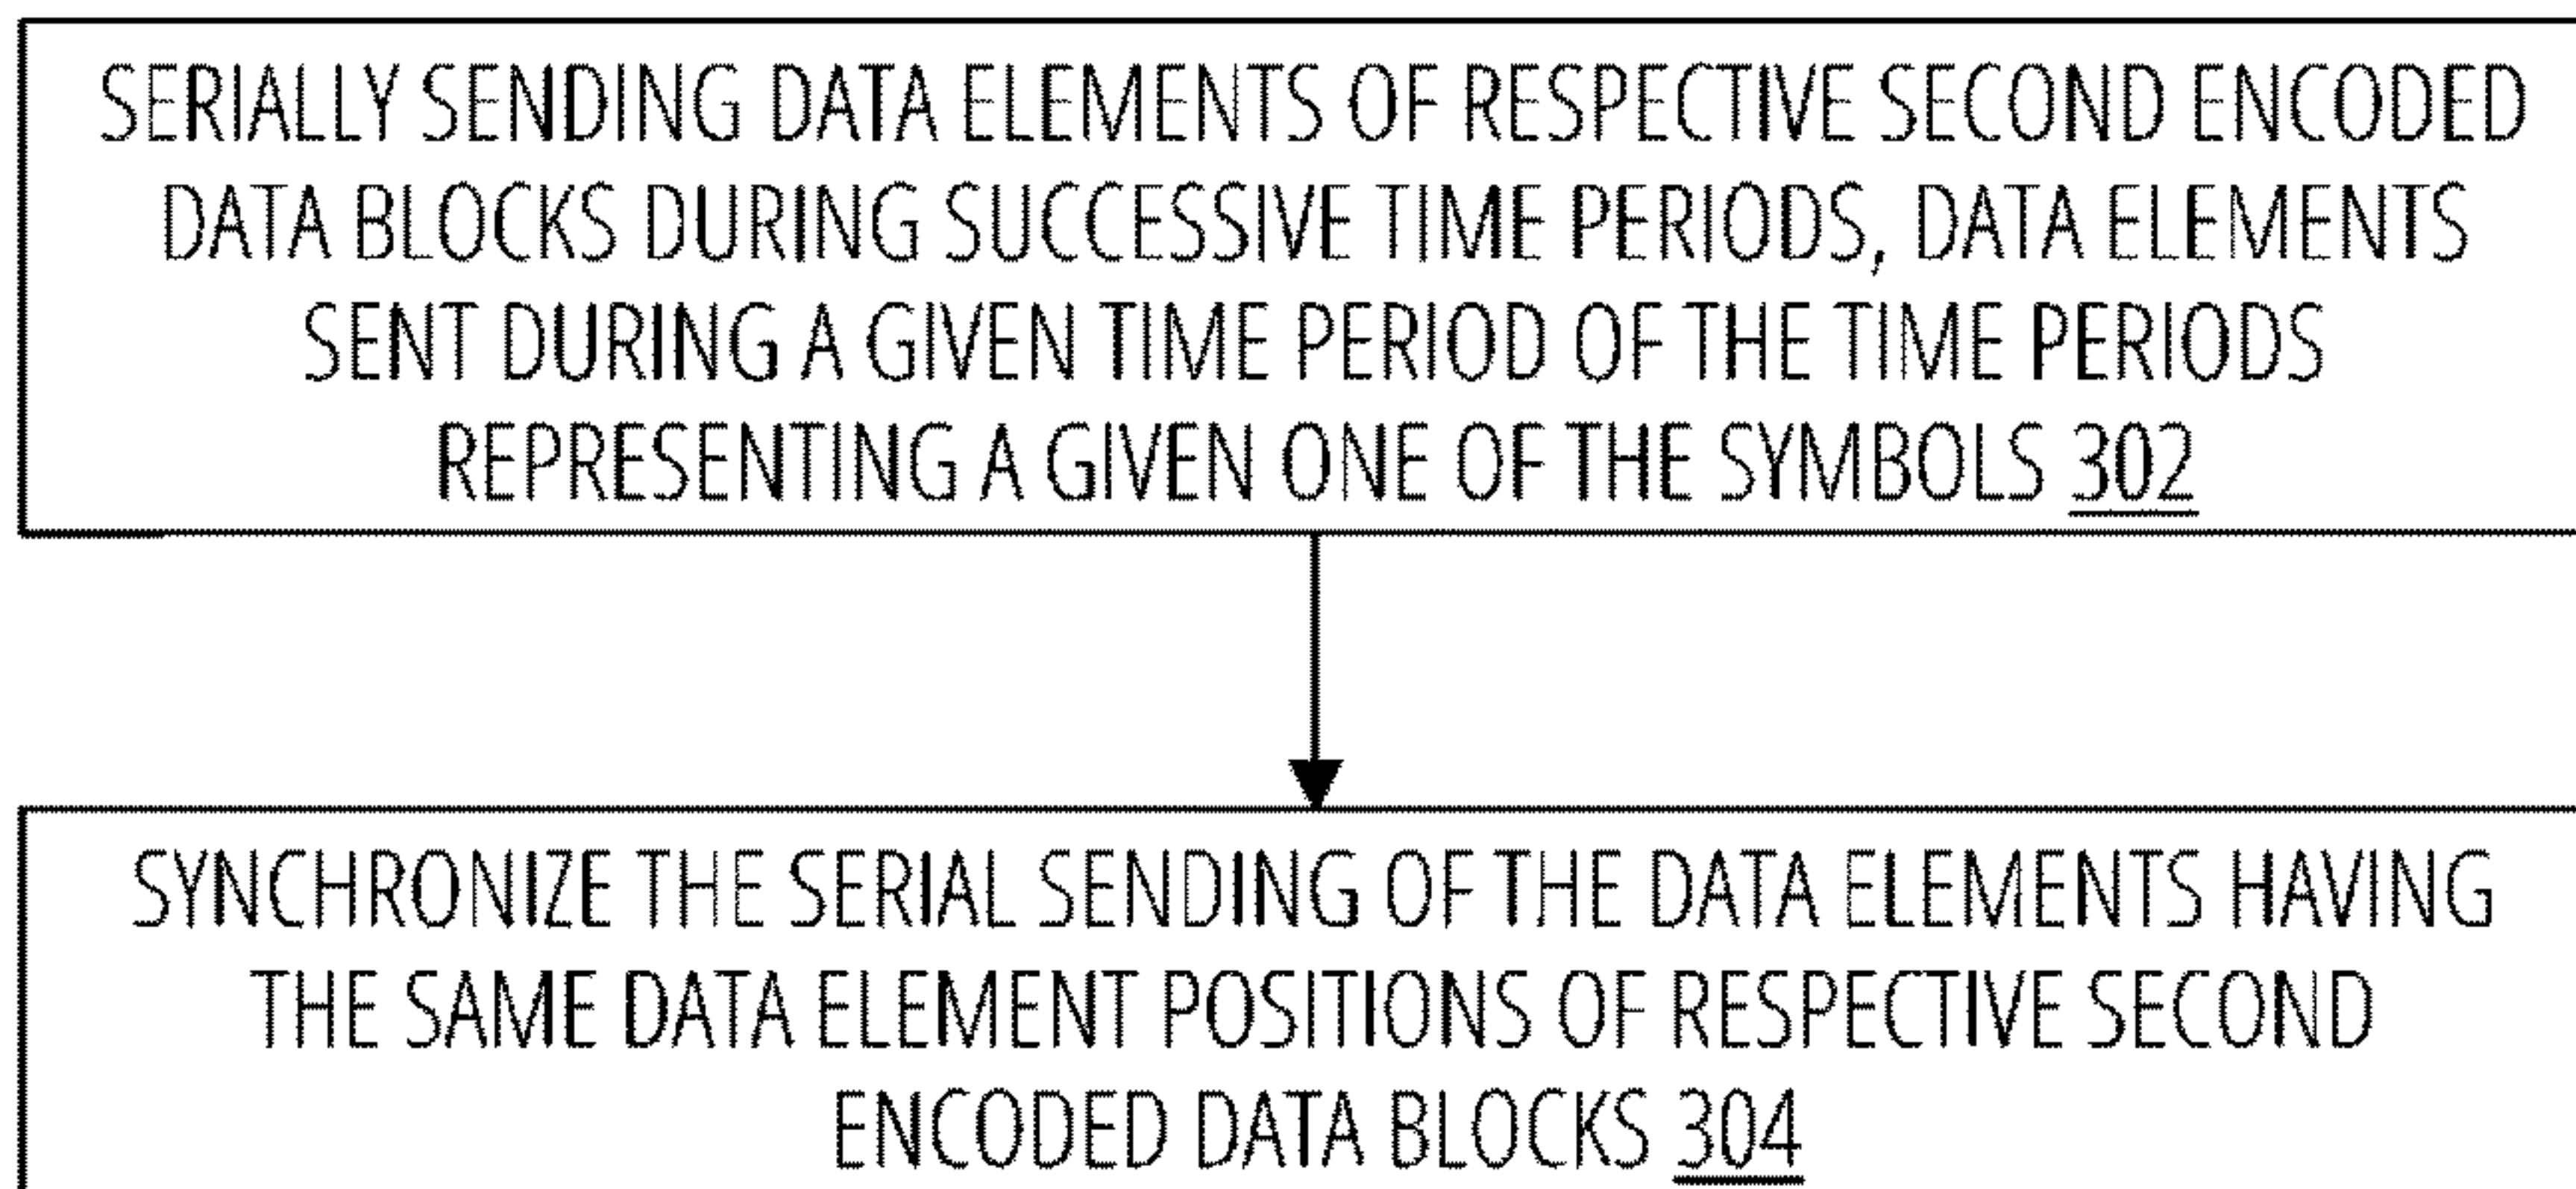 SERIALLY SENDING DATA ELEMENTS OF RESPECTIVE SECOND ENCODED
DATA BLOCKS DURING SUCCESSIVE TIME PERIODS, DATA ELEMENTS
SENT DURING A GIVEN TIME PERIOD OF THE TIME PERIODS
REPRESENTING A GIVEN ONE OF THE SYMBOLS 302
SYNCHRONIZE THE SERIAL SENDING OF THE DATA ELEMENTS HAVING
THE SAME DATA ELEMENT POSITIONS OF RESPECTIVE SECOND
ENCODED DATA BLOCKS 304